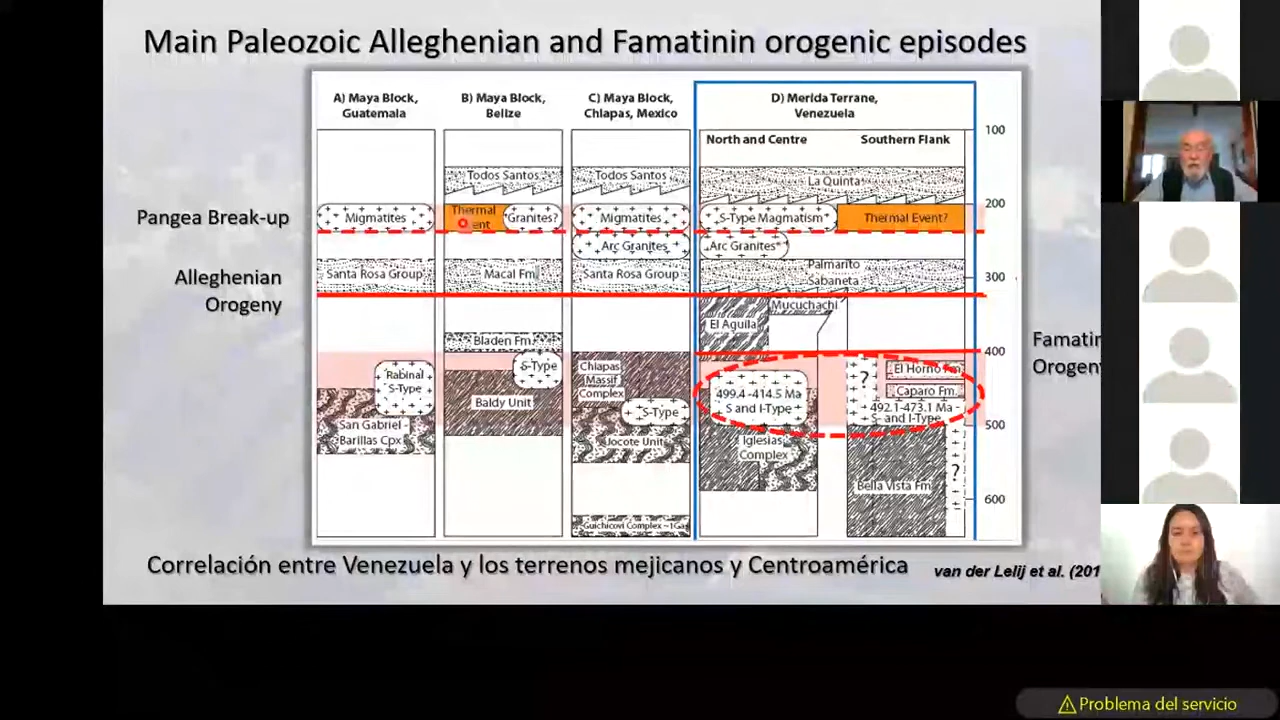 Main Paleozoic Alleghenian and Famatinin orogenic episodes
A) Maya Block,
Guatemala
B) Maya Block,
Belize
C) Maya Block,
Chiapas, Mexico
D) Merida Terrane,
Venezuela
North and Centre
Southern Flank
100
200
300
400
500
600
Pangea Break-up
Alleghenian
Orogeny
Famatin
Orogeny
Migmatites
Santa Rosa Group
Rabinal
S-Type
San Gabriel -
Barillas Cpx
Todos Santos
Thermal
ent
Granites?
Macal Fm.
Bladen Fm.
S-Type
Baldy Unit
Todos Santos
Migmatites
Arc Granites
Santa Rosa Group
Chiapas
Massif
Complex
S-Type
Jocote Unit
Guichicovi Complex ~1Ga
La Quinta
S-Type Magmatism
Thermal Event?
Arc Granites*
Palmarito
Sabaneta
Mucuchachi
El Aguila
499.4 -414.5 Ma
S and I-Type
Iglesias
Complex
?
El Horno Fm.
Caparo Fm.
492.1-473.1 Ma -
S- and I-Type
Bella Vista Fm.
?
Correlación entre Venezuela y los terrenos mejicanos y Centroamérica
van der Lelij et al. (201
Problema del servicio